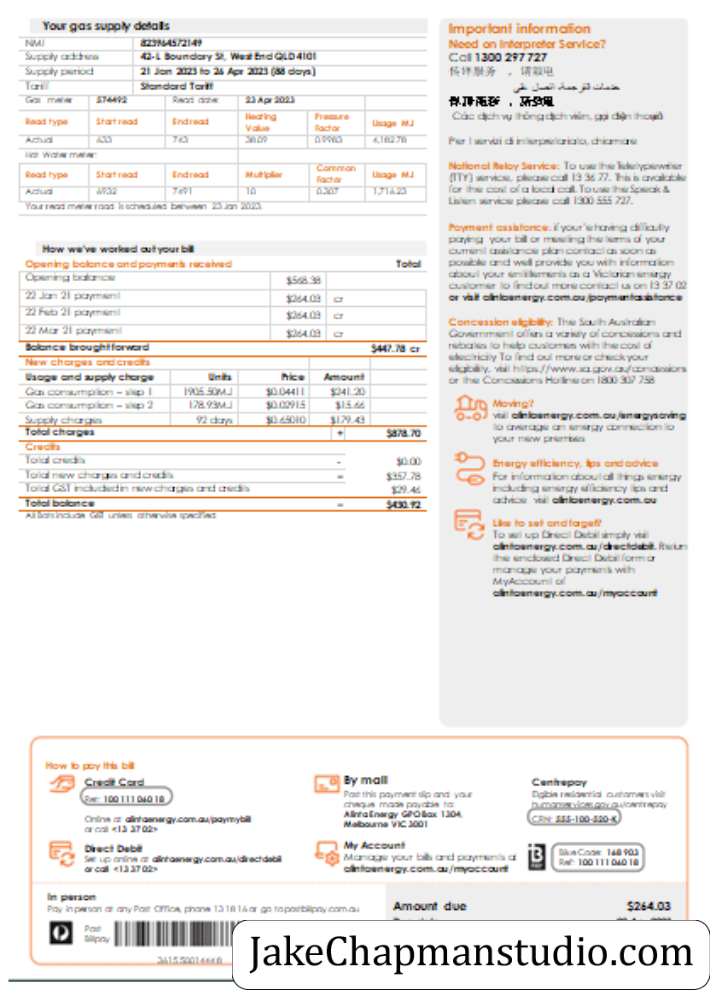 Your gas supply details
NMI 823964572149
Supply address 42-L Boundary St, West End QLD 4101
Supply period 21 Jan 2023 to 26 Apr 2023 (88 days)
Tariff Standard Tariff
Gas meter 574492 Read date: 23 Apr 2023
Read type Start read End read Heating Value Pressure Factor Usage MJ
Actual 633 763 38.09 0.9983 4,182.78
Hot Water meter:
Read type Start read End read Multiplier Common Factor Usage MJ
Actual 6932 7491 10 0.307 1,716.23
Your read meter read is scheduled between 23 Jan 2023.
How we've worked out your bill
Opening balance and payments received Total
Opening balance $568.38
22 Jan 21 payment $264.03 cr
22 Feb 21 payment $264.03 cr
22 Mar 21 payment $264.03 cr
Balance brought forward $447.78 cr
New charges and credits
Usage and supply charge Units Price Amount
Gas consumption – step 1 1905.50MJ $0.04411 $241.20
Gas consumption – step 2 178.93MJ $0.02915 $15.66
Supply charges 92 days $0.65010 $179.43
Total charges + $878.70
Credits
Total credits - $0.00
Total new charges and credits = $357.78
Total GST included in new charges and credits $29.46
Total balance = $430.92
include GST unless otherwise specified
Important information
Need an Interpreter Service?
Call 1300 297 727
خدمات الترجمة، اتصل على
Các dịch vụ thông dịch viên, gọi điện thoại
Per i servizi di interpretariato, chiamare
National Relay Service: To use the Teletypewriter
(TTY) service, please call 13 36 77. This is available
for the cost of a local call. To use the Speak &
Listen service please call 1300 555 727.
Payment assistance: if you're having difficulty
paying your bill or meeting the terms of your
current assistance plan contact as soon as
possible and we'll provide you with information
about your entitlements as a Victorian energy
customer to find out more contact us on 13 37 02
or visit alintaenergy.com.au/paymentassistance
Concession eligibility: The South Australian
Government offers a variety of concessions and
rebates to help customers with the cost of
electricity To find out more or check your
eligibility, visit https://www.sa.gov.au/concessions
or the Concessions Hotline on 1800 307 758
Moving?
visit alintaenergy.com.au/energysaving
to average an energy connection to
your new premises
Energy efficiency, tips and advice
For information about all things energy
including energy efficiency tips and
advice visit alintaenergy.com.au
Like to set and forget?
To set up Direct Debit simply visit
alintaenergy.com.au/directdebit. Return
the enclosed Direct Debit form or
manage your payments with
MyAccount at
alintaenergy.com.au/myaccount
How to pay this bill
Credit Card
Ref: 100 111 060 18
Online at alintaenergy.com.au/paymybill
or call <13 37 02>
Direct Debit
Set up online at alintaenergy.com.au/directdebit
or call <13 37 02>
By mail
Post this payment slip and your
cheque made payable to:
Alinta Energy GPO Box 1304,
Melbourne VIC 3001
My Account
Manage your bills and payments at
alintaenergy.com.au/myaccount
Centrepay
Eligible residential customers visit
humanservices.gov.au/centrepay
CRN: 555-100-520-K
B
PAY
Biller Code: 168 903
Ref: 100 111 060 18
In person
Pay in person at any Post Office, phone 13 18 16 or go to postbillpay.com.au
Post
Billpay
Amount due $264.03
JakeChapmanstudio.com